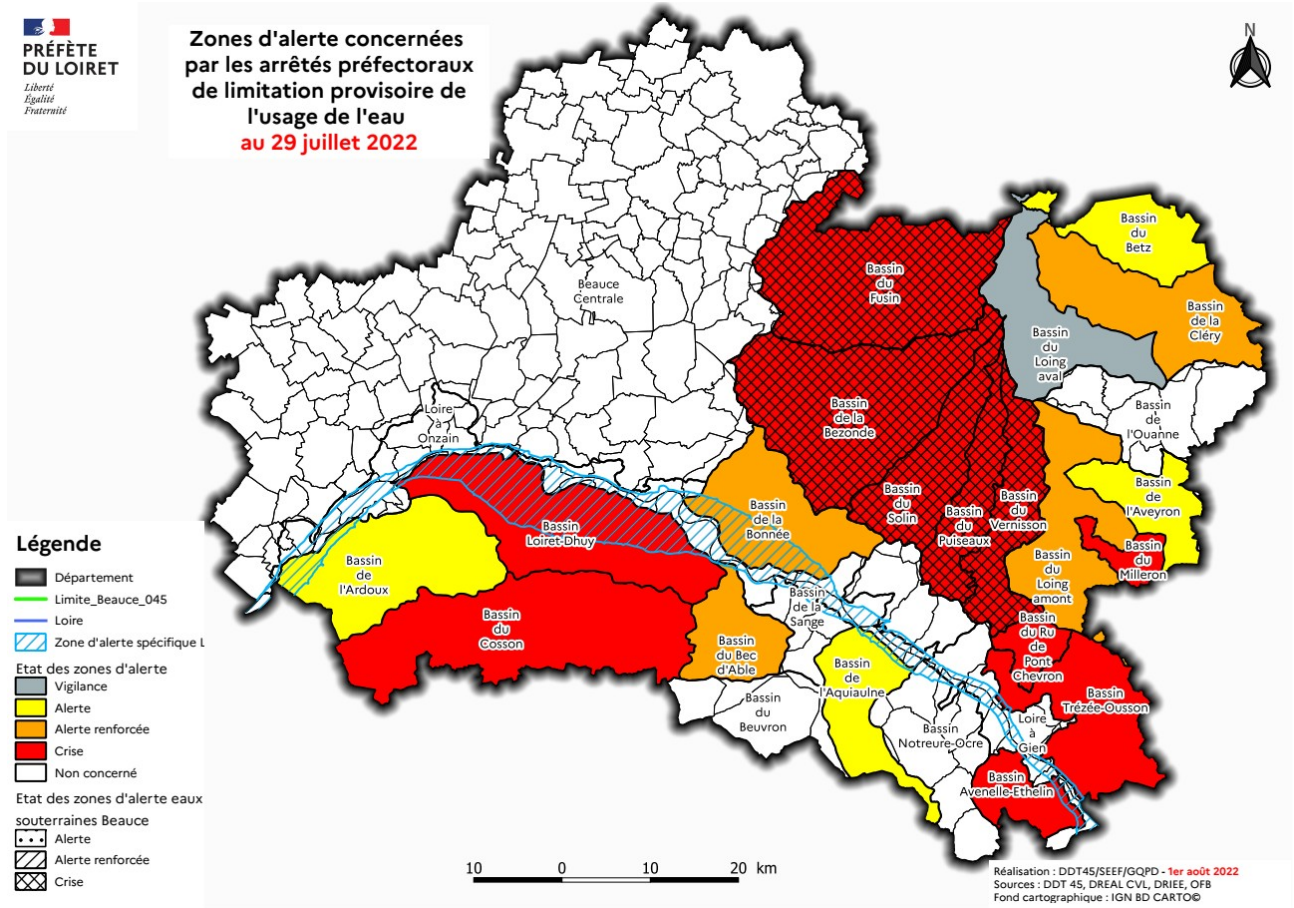 PRÉFÈTE
DU LOIRET
Liberté
Égalité
Fraternité
Zones d'alerte concernées
par les arrêtés préfectoraux
de limitation provisoire de
l'usage de l'eau
au 29 juillet 2022
N
Bassin
du
Betz
Bassin
du
Fusin
Beauce
Centrale
Bassin
de la
Cléry
Bassin
du
Loing
aval
Loire
à
Onzain
Bassin
de la
Bezonde
Bassin
de
l'Ouanne
Bassin
de
l'Aveyron
Bassin
du
Solin
Bassin
du
Puiseaux
Bassin
du
Vernisson
Bassin
de la
Bonnée
Bassin
Loiret-Dhuy
Bassin
de
l'Ardoux
Bassin
du
Milleron
Bassin
du
Loing
amont
Bassin
de la
Sange
Bassin
du
Cosson
Bassin
du Bec
d'Able
Bassin
du Ru
de
Pont
Chevron
Bassin
de
l'Aquiaulne
Bassin
du
Beuvron
Bassin
Trézée-Ousson
Bassin
Notreure-Ocre
Loire
à
Gien
Bassin
Avenelle-Ethelin
Légende
Département
Limite_Beauce_045
Loire
Zone d'alerte spécifique L
Etat des zones d'alerte
Vigilance
Alerte
Alerte renforcée
Crise
Non concerné
Etat des zones d'alerte eaux
souterraines Beauce
Alerte
Alerte renforcée
Crise
10 0 10 20 km
Réalisation : DDT45/SEEF/GQPD - 1er août 2022
Sources : DDT 45, DREAL CVL, DRIEE, OFB
Fond cartographique : IGN BD CARTO©